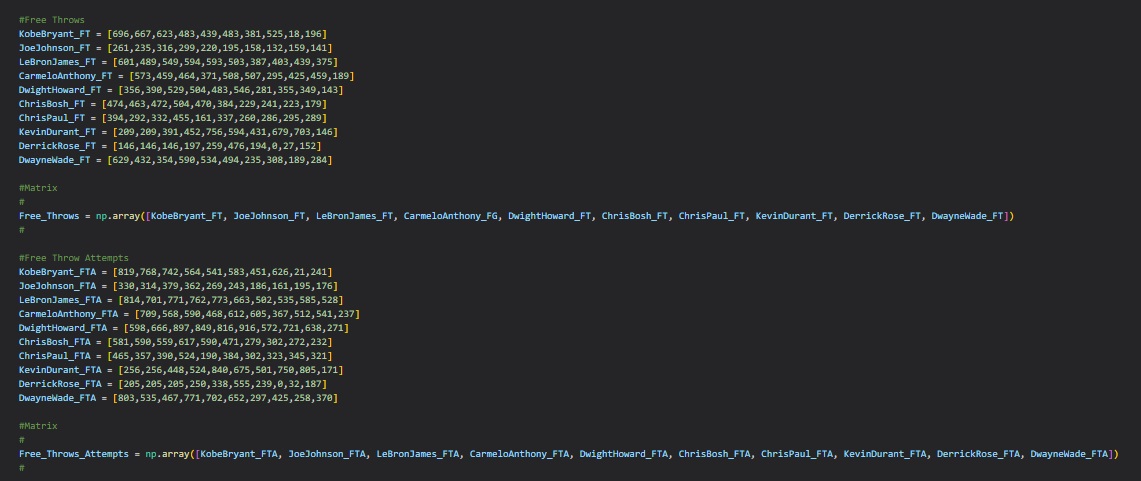 #Free Throws
KobeBryant_FT = [696,667,623,483,439,483,381,525,18,196]
JoeJohnson_FT = [261,235,316,299,220,195,158,132,159,141]
LeBronJames_FT = [601,489,549,594,593,503,387,403,439,375]
CarmeloAnthony_FT = [573,459,464,371,508,507,295,425,459,189]
DwightHoward_FT = [356,390,529,504,483,546,281,355,349,143]
ChrisBosh_FT = [474,463,472,504,470,384,229,241,223,179]
ChrisPaul_FT = [394,292,332,455,161,337,260,286,295,289]
KevinDurant_FT = [209,209,391,452,756,594,431,679,703,146]
DerrickRose_FT = [146,146,146,197,259,476,194,0,27,152]
DwayneWade_FT = [629,432,354,590,534,494,235,308,189,284]
#Matrix
#
Free_Throws = np.array([KobeBryant_FT, JoeJohnson_FT, LeBronJames_FT, CarmeloAnthony_FG, DwightHoward_FT, ChrisBosh_FT, ChrisPaul_FT, KevinDurant_FT, DerrickRose_FT, DwayneWade_FT])
#
#Free Throw Attempts
KobeBryant_FTA = [819,768,742,564,541,583,451,626,21,241]
JoeJohnson_FTA = [330,314,379,362,269,243,186,161,195,176]
LeBronJames_FTA = [814,701,771,762,773,663,502,535,585,528]
CarmeloAnthony_FTA = [709,568,590,468,612,605,367,512,541,237]
DwightHoward_FTA = [598,666,897,849,816,916,572,721,638,271]
ChrisBosh_FTA = [581,590,559,617,590,471,279,302,272,232]
ChrisPaul_FTA = [465,357,390,524,190,384,302,323,345,321]
KevinDurant_FTA = [256,256,448,524,840,675,501,750,805,171]
DerrickRose_FTA = [205,205,205,250,338,555,239,0,32,187]
DwayneWade_FTA = [803,535,467,771,702,652,297,425,258,370]
#Matrix
#
Free_Throws_Attempts = np.array([KobeBryant_FTA, JoeJohnson_FTA, LeBronJames_FTA, CarmeloAnthony_FTA, DwightHoward_FTA, ChrisBosh_FTA, ChrisPaul_FTA, KevinDurant_FTA, DerrickRose_FTA, DwayneWade_FTA])
#